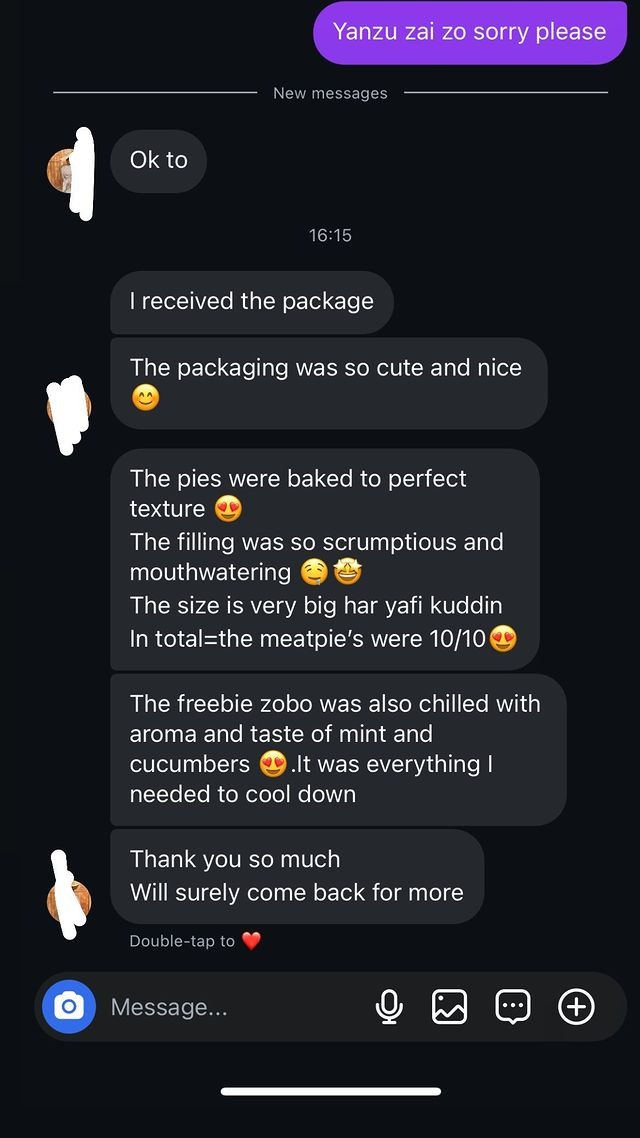 Yanzu zai zo sorry please
New messages
Ok to
16:15
I received the package
The packaging was so cute and nice
😊
The pies were baked to perfect
texture 😍
The filling was so scrumptious and
mouthwatering 🤤🤩
The size is very big har yafi kuddin
In total=the meatpie’s were 10/10😍
The freebie zobo was also chilled with
aroma and taste of mint and
cucumbers 😍.It was everything I
needed to cool down
Thank you so much
Will surely come back for more
Double-tap to ❤️
Message...